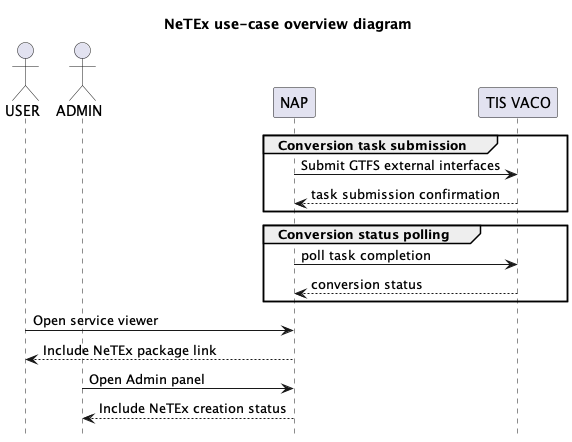 NeTEx use-case overview diagram
USER
ADMIN
NAP
TIS VACO
Conversion task submission
Submit GTFS external interfaces
task submission confirmation
Conversion status polling
poll task completion
conversion status
Open service viewer
Include NeTEx package link
Open Admin panel
Include NeTEx creation status